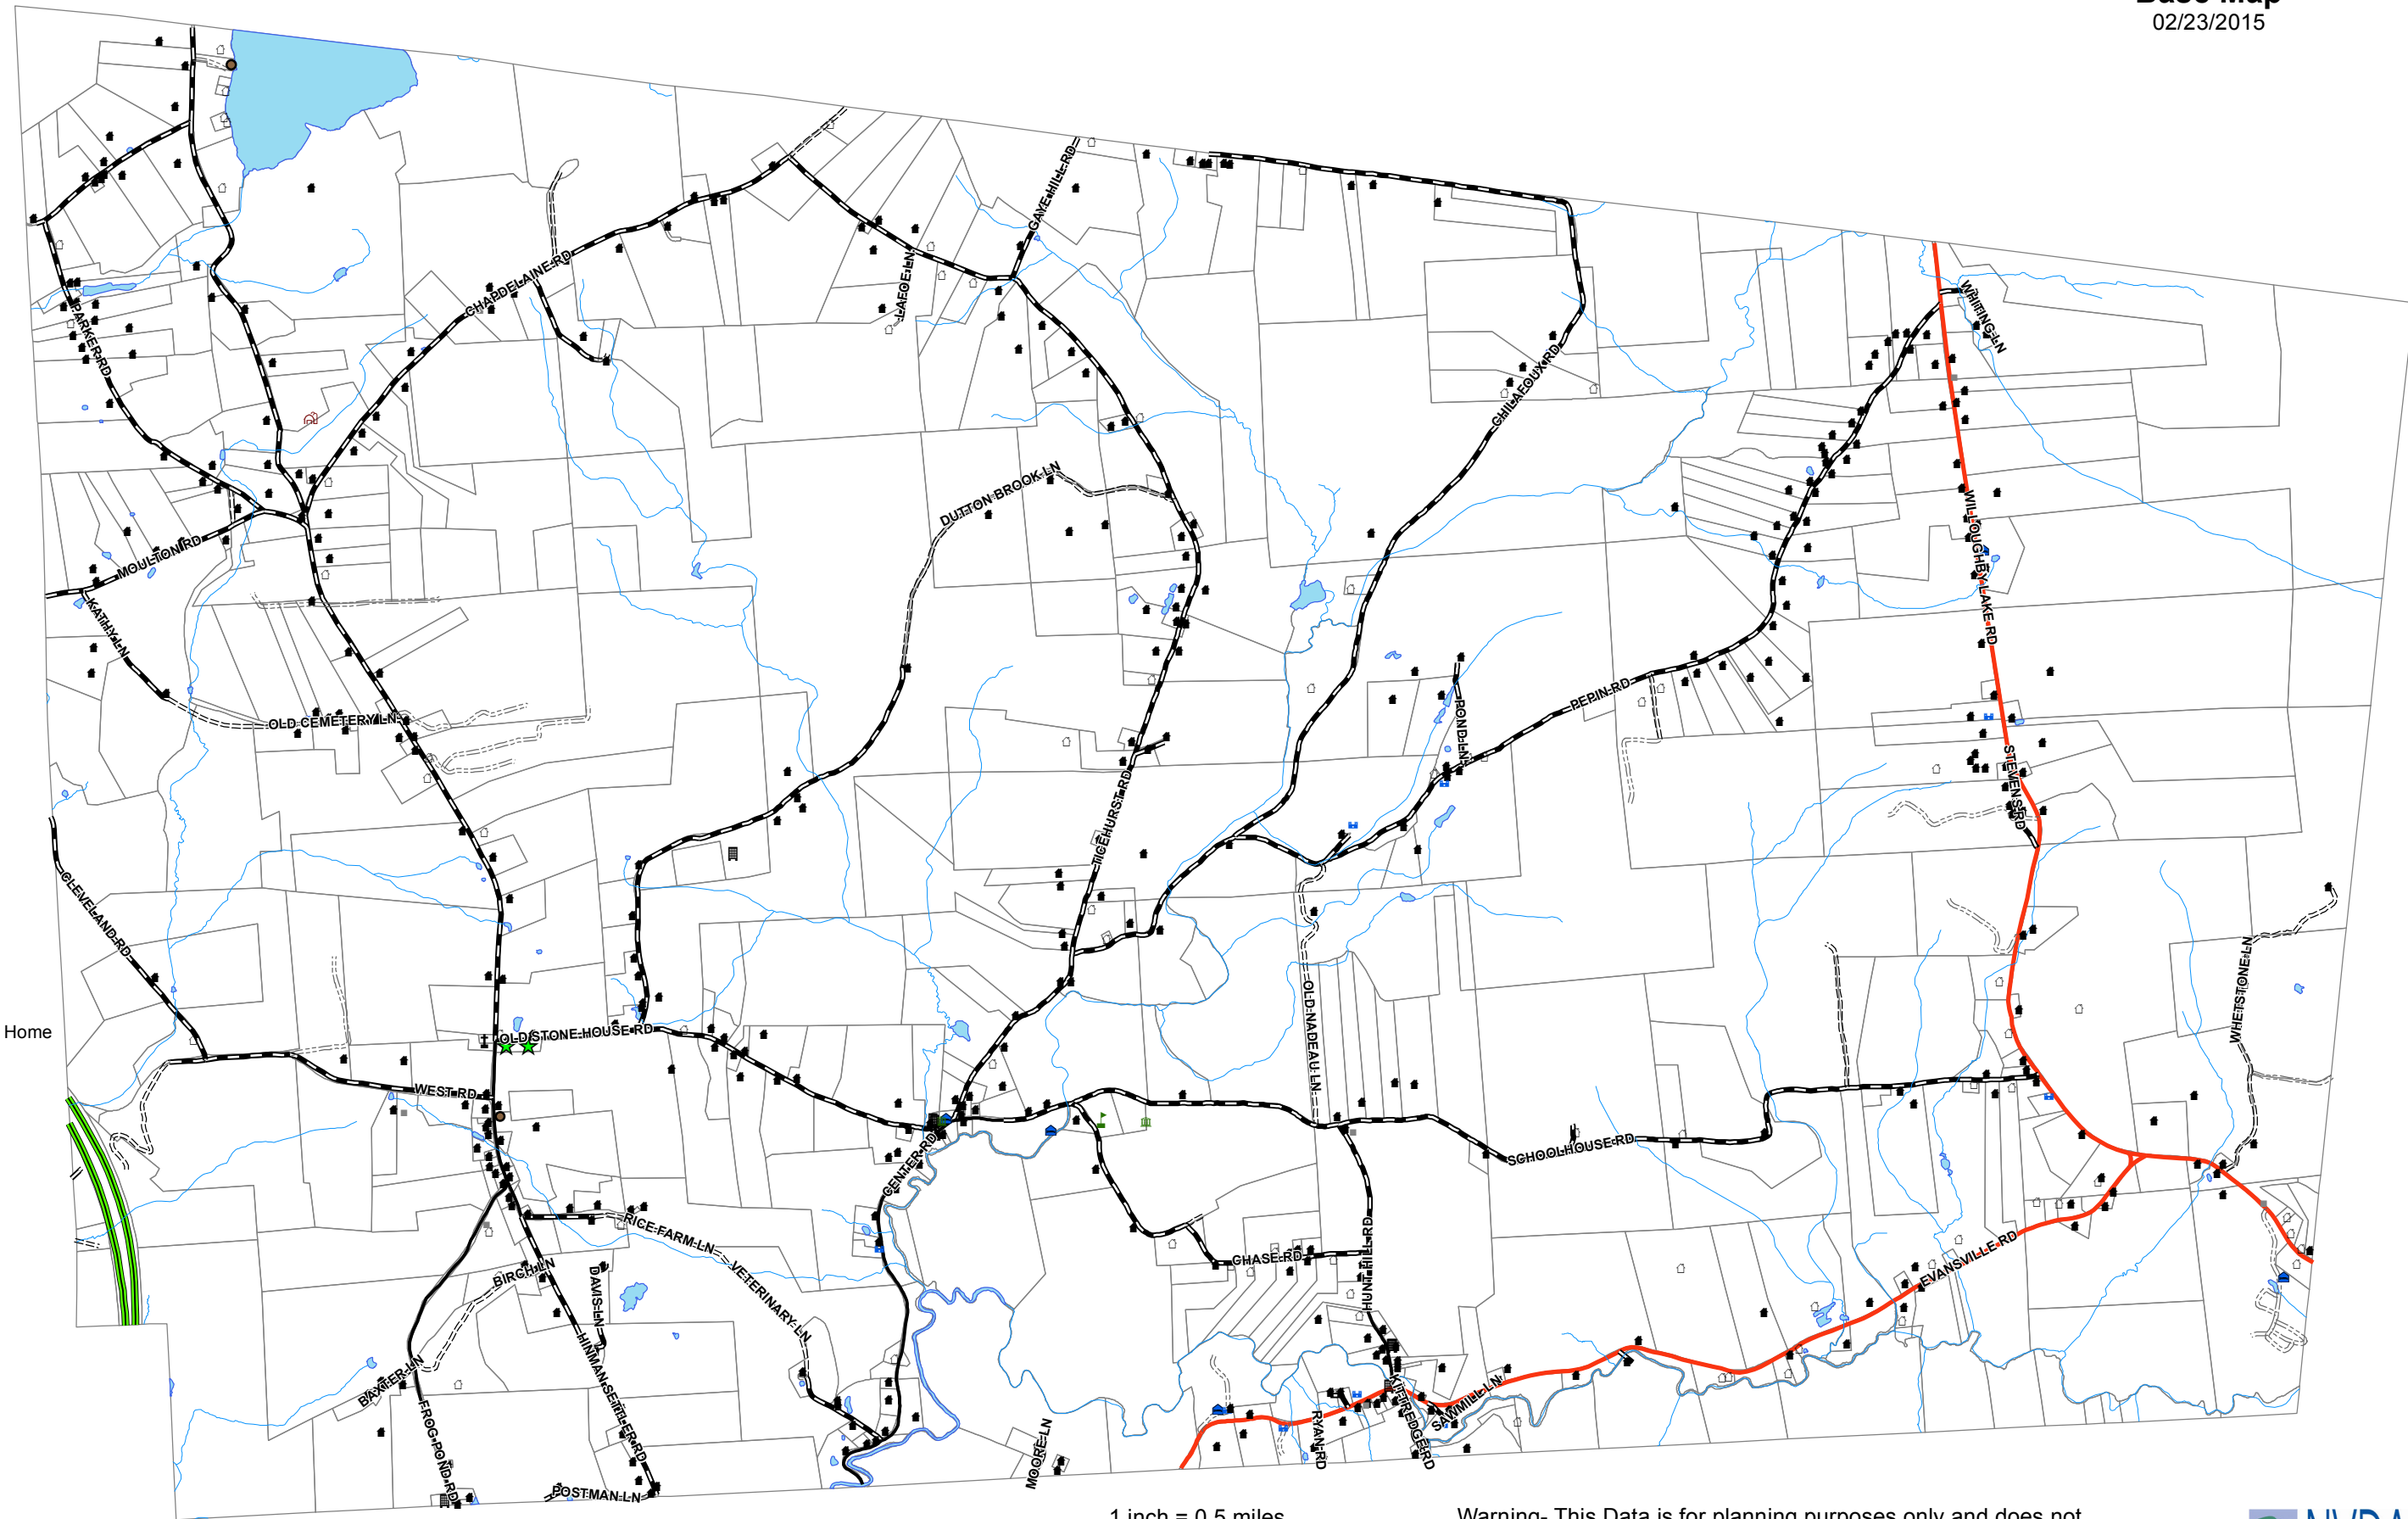 Base Map
02/23/2015
GAYE HILL RD
LAFOE LN
CHAPDELAINE RD
WHITING LN
PARKER RD
CHILAFOUX RD
DUTTON BROOK LN
WILLOUGHBY LAKE RD
MOULTON RD
KATHY LN
OLD CEMETERY LN
PEPIN RD
POND LN
STEVENS RD
TICEHURST RD
CLEVELAND RD
WHETSTONE LN
OLD NADEAU LN
Home
OLD STONE HOUSE RD
WEST RD
SCHOOLHOUSE RD
CENTER RD
RICE FARM LN
HUNT HILL RD
CHASE RD
EVANSVILLE RD
BIRCH LN
DAVIS LN
VETERINARY LN
HINMAN SETTLER RD
BAXTER LN
FROG POND RD
SAWMILL LN
KITTREDGE RD
RYAN RD
MOORE LN
POSTMAN LN
1 inch = 0.5 miles
Warning- This Data is for planning purposes only and does not
NVDA